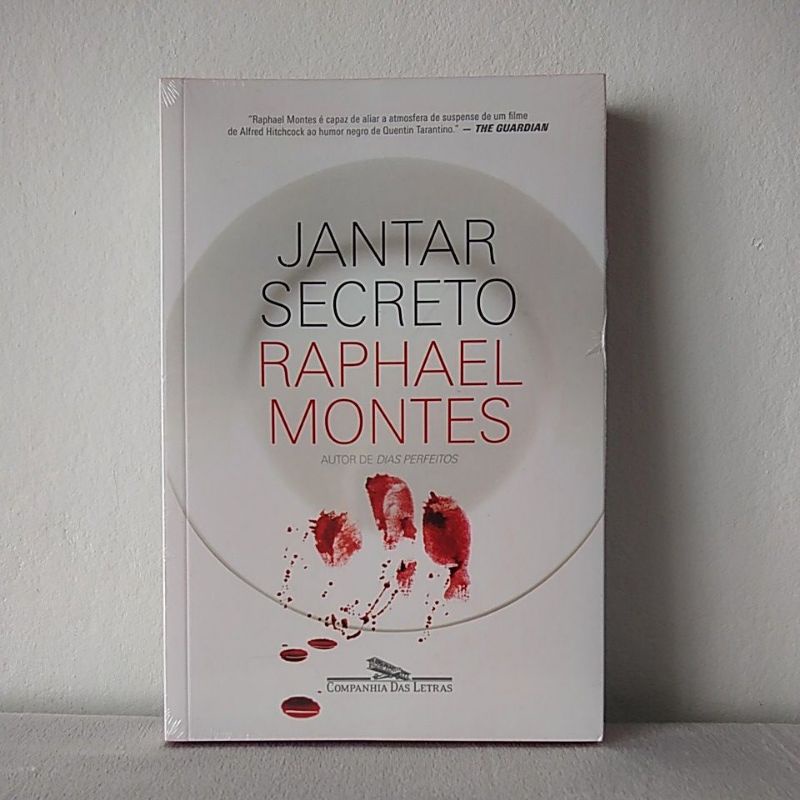 "Raphael Montes é capaz de aliar a atmosfera de suspense de um filme
de Alfred Hitchcock ao humor negro de Quentin Tarantino." — THE GUARDIAN
JANTAR
SECRETO
RAPHAEL
MONTES
AUTOR DE DIAS PERFEITOS
COMPANHIA DAS LETRAS